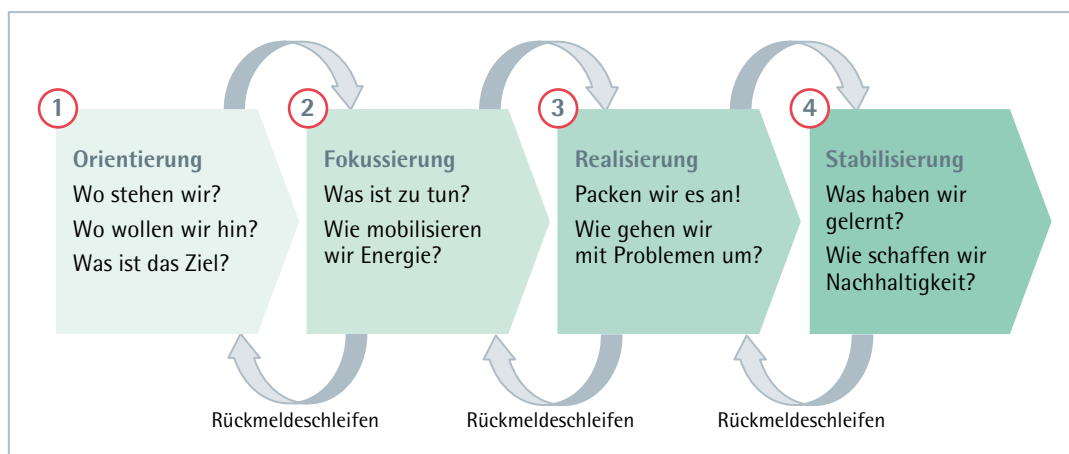 1
Orientierung
Wo stehen wir?
Wo wollen wir hin?
Was ist das Ziel?
2
Fokussierung
Was ist zu tun?
Wie mobilisieren
wir Energie?
3
Realisierung
Packen wir es an!
Wie gehen wir
mit Problemen um?
4
Stabilisierung
Was haben wir
gelernt?
Wie schaffen wir
Nachhaltigkeit?
Rückmeldeschleifen
Rückmeldeschleifen
Rückmeldeschleifen